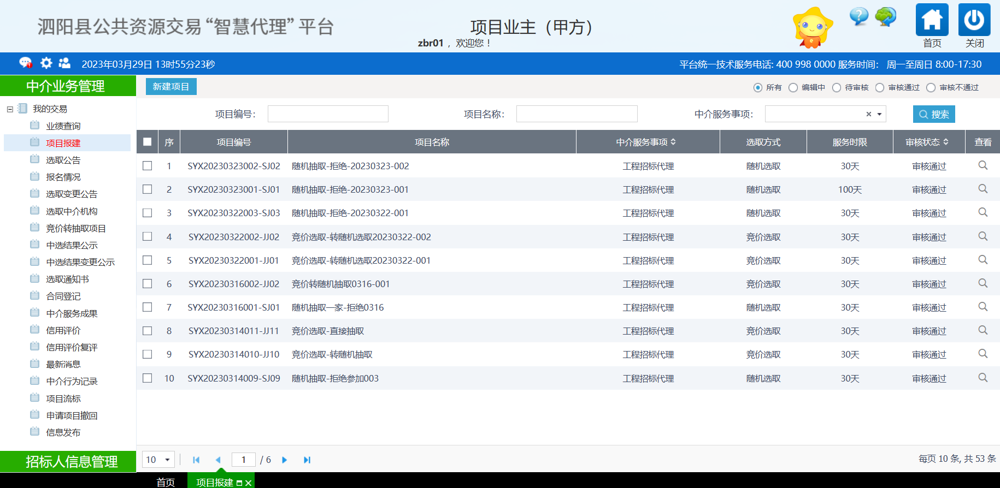 泗阳县公共资源交易“智慧代理”平台
项目业主（甲方）
zbr01 ，欢迎您！
首页
关闭
2023年03月29日 13时55分23秒
平台统一技术服务电话: 400 998 0000 服务时间： 周一至周日 8:00-17:30
中介业务管理
我的交易
业绩查询
项目报建
选取公告
报名情况
选取变更公告
选取中介机构
竞价转抽取项目
中选结果公示
中选结果变更公示
选取通知书
合同登记
中介服务成果
信用评价
信用评价复评
最新消息
中介行为记录
项目流标
申请项目撤回
信息发布
招标人信息管理
新建项目
所有 编辑中 待审核 审核通过 审核不通过
项目编号： 项目名称： 中介服务事项： 搜索
序 项目编号 项目名称 中介服务事项 选取方式 服务时限 审核状态 查看
1 SYX20230323002-SJ02 随机抽取-拒绝-20230323-002 工程招标代理 随机选取 30天 审核通过
2 SYX20230323001-SJ01 随机抽取-拒绝-20230323-001 工程招标代理 随机选取 100天 审核通过
3 SYX20230322003-SJ03 随机抽取-拒绝-20230322-001 工程招标代理 随机选取 30天 审核通过
4 SYX20230322002-JJ02 竞价选取-转随机选取20230322-002 工程招标代理 竞价选取 30天 审核通过
5 SYX20230322001-JJ01 竞价选取-转随机选取20230322-001 工程招标代理 竞价选取 30天 审核通过
6 SYX20230316002-JJ02 竞价转随机抽取0316-001 工程招标代理 竞价选取 30天 审核通过
7 SYX20230316001-SJ01 随机抽取一家-拒绝0316 工程招标代理 随机选取 30天 审核通过
8 SYX20230314011-JJ11 竞价选取-直接抽取 工程招标代理 竞价选取 30天 审核通过
9 SYX20230314010-JJ10 竞价选取-转随机抽取 工程招标代理 竞价选取 30天 审核通过
10 SYX20230314009-SJ09 随机抽取-拒绝参加003 工程招标代理 随机选取 30天 审核通过
10 1 / 6 每页 10 条, 共 53 条
首页 项目报建